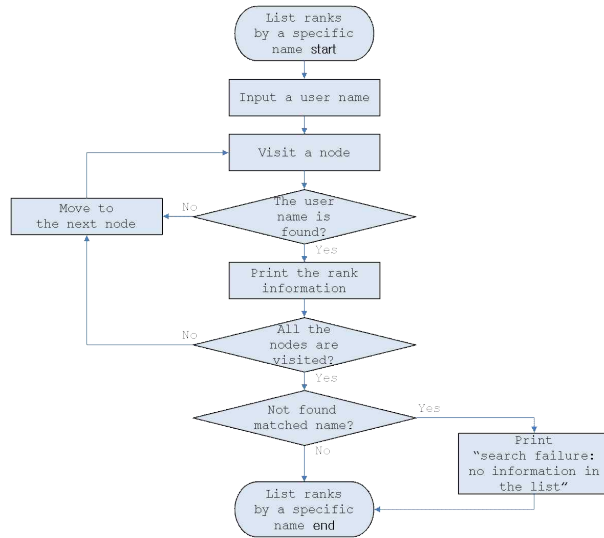 List ranks
by a specific
name start
Input a user name
Visit a node
No
The user
name is
found?
Move to
the next node
Yes
Print the rank
information
No
All the
nodes are
visited?
Yes
Not found
matched name?
Yes
No
Print
“search failure:
no information in
the list“
List ranks
by a specific
name end